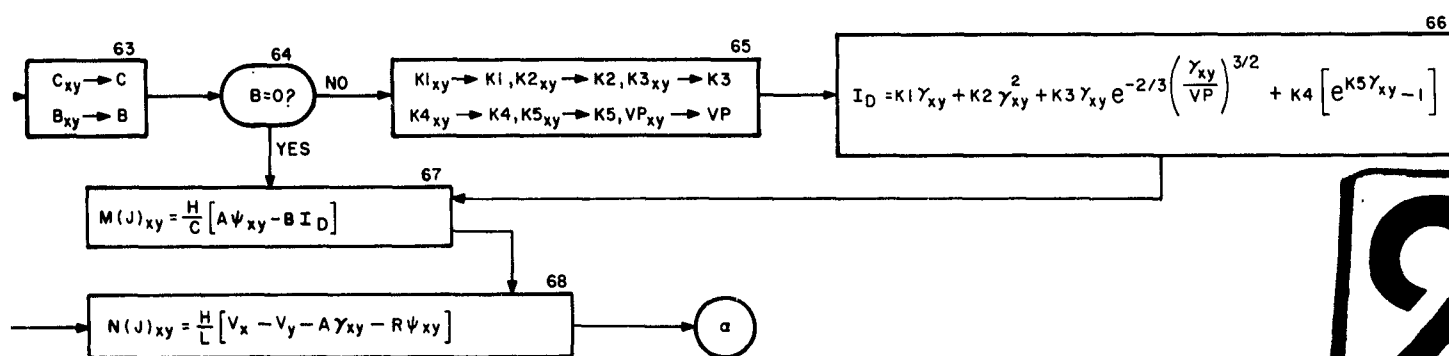 63
C_xy → C
B_xy → B
64
B=0?
NO
YES
65
K1_xy → K1, K2_xy → K2, K3_xy → K3
K4_xy → K4, K5_xy → K5, VP_xy → VP
66
I_D = K1 γ_xy + K2 γ_xy^2 + K3 γ_xy e^{-2/3 (γ_xy / VP)^{3/2}} + K4 [e^{K5 γ_xy} -1]
67
M(J)_xy = H/C [A ψ_xy - B I_D]
68
N(J)_xy = H/L [V_x - V_y - A γ_xy - R ψ_xy]
α
2